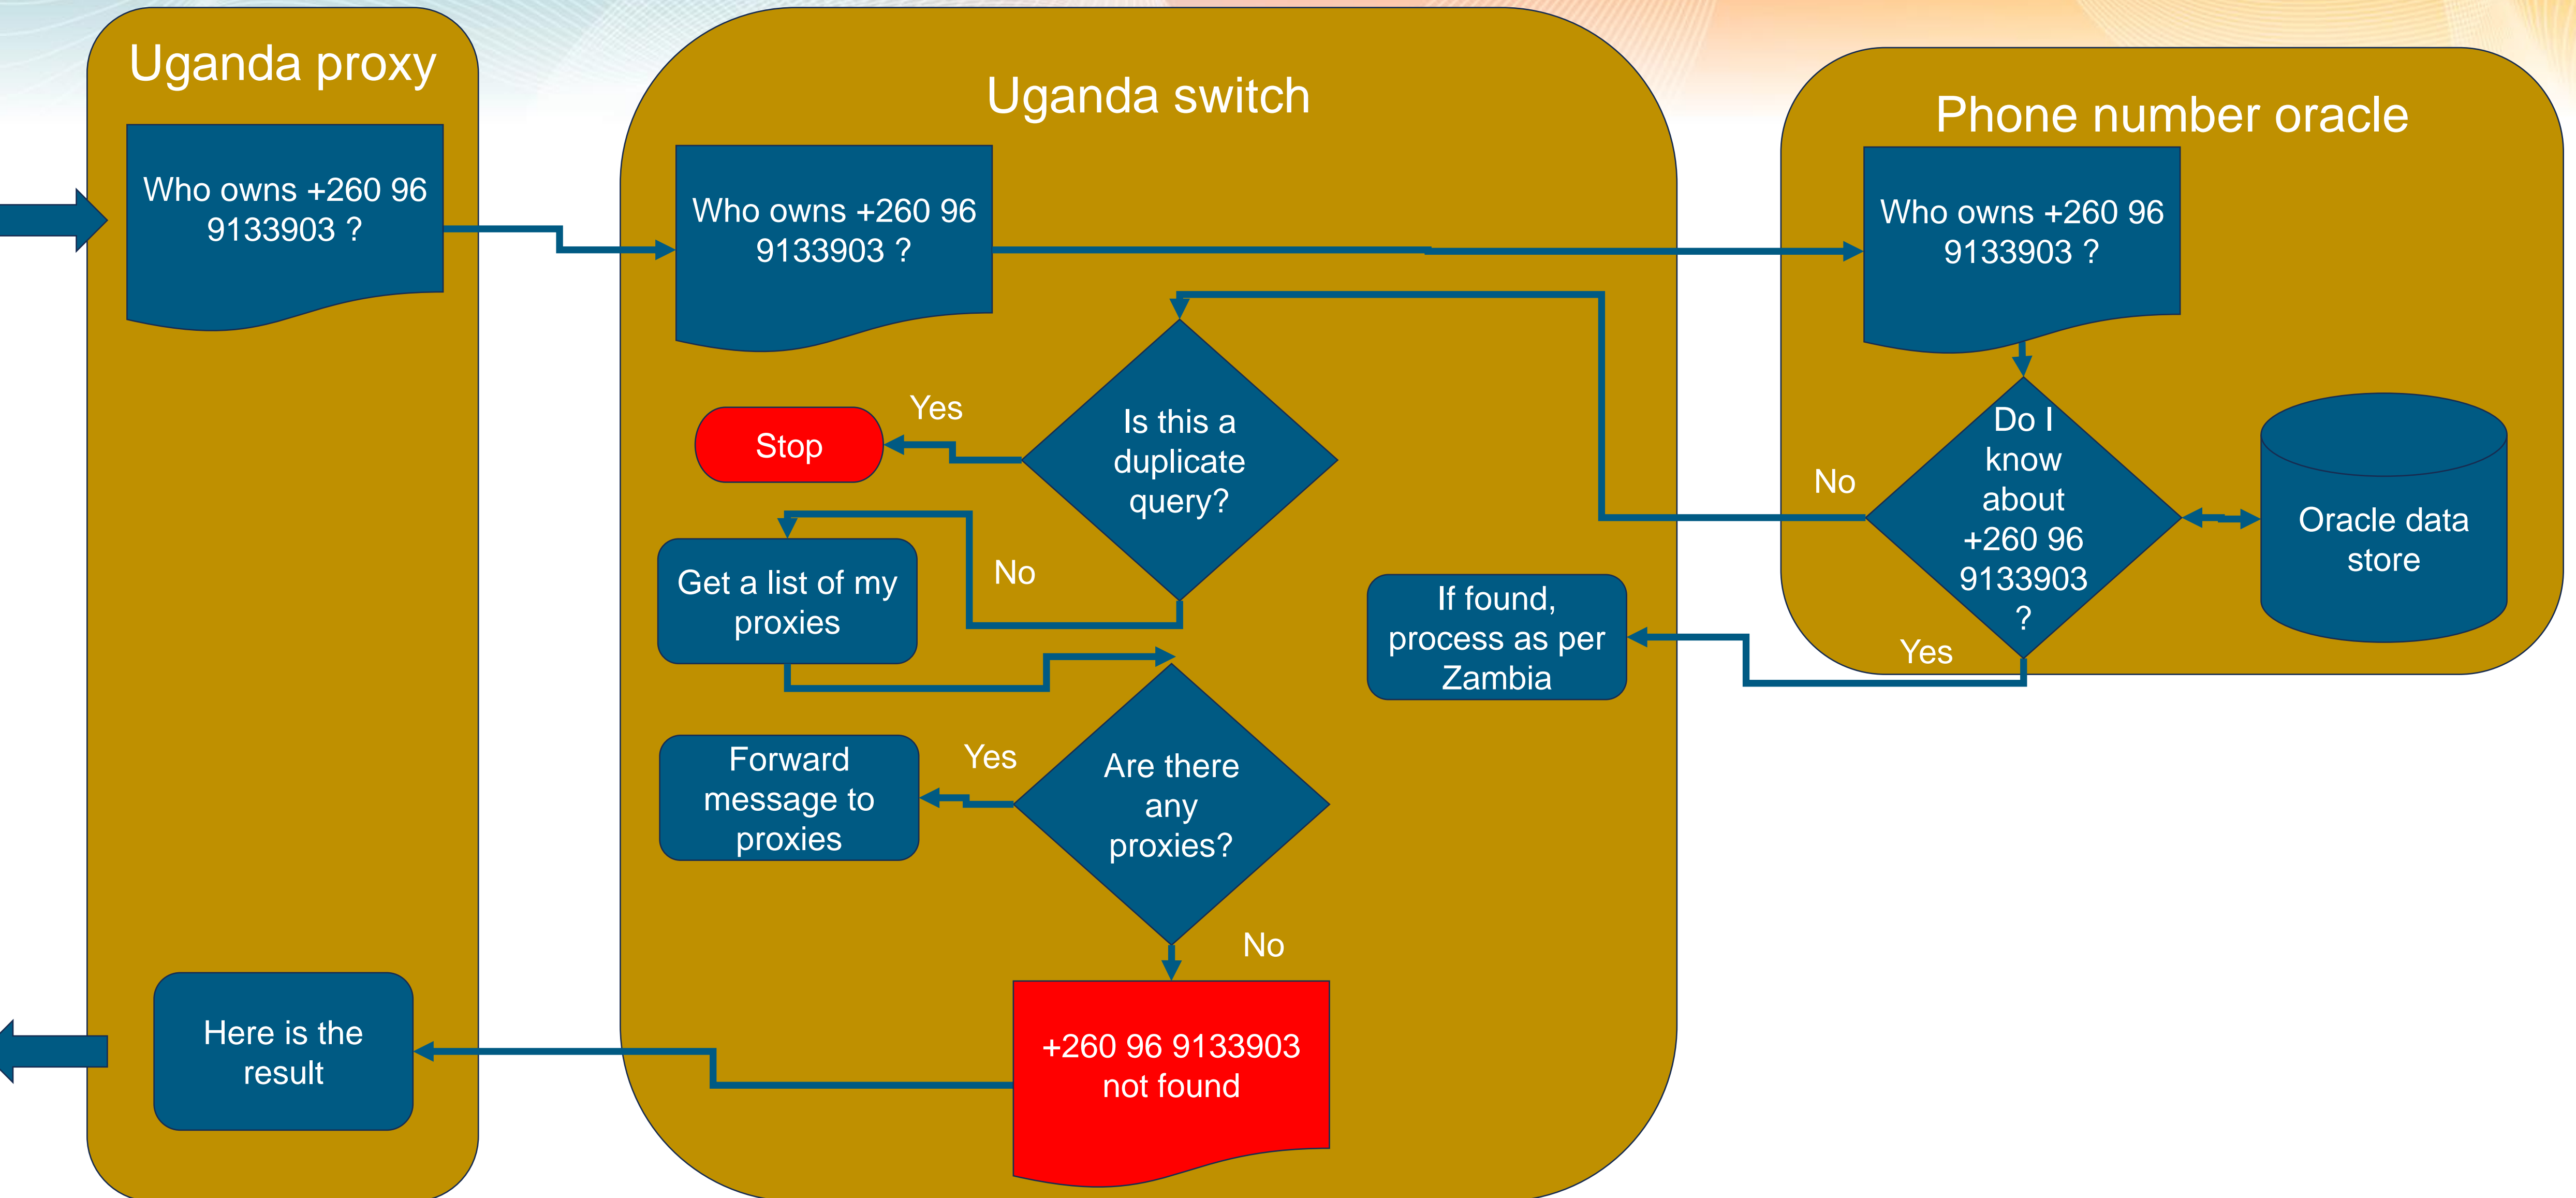 Uganda proxy
Who owns +260 96
9133903 ?
Here is the
result
Uganda switch
Who owns +260 96
9133903 ?
Is this a
duplicate
query?
Yes
Stop
No
Get a list of my
proxies
Are there
any
proxies?
Yes
Forward
message to
proxies
No
+260 96 9133903
not found
If found,
process as per
Zambia
Phone number oracle
Who owns +260 96
9133903 ?
Do I
know
about
+260 96
9133903
?
No
Yes
Oracle data
store